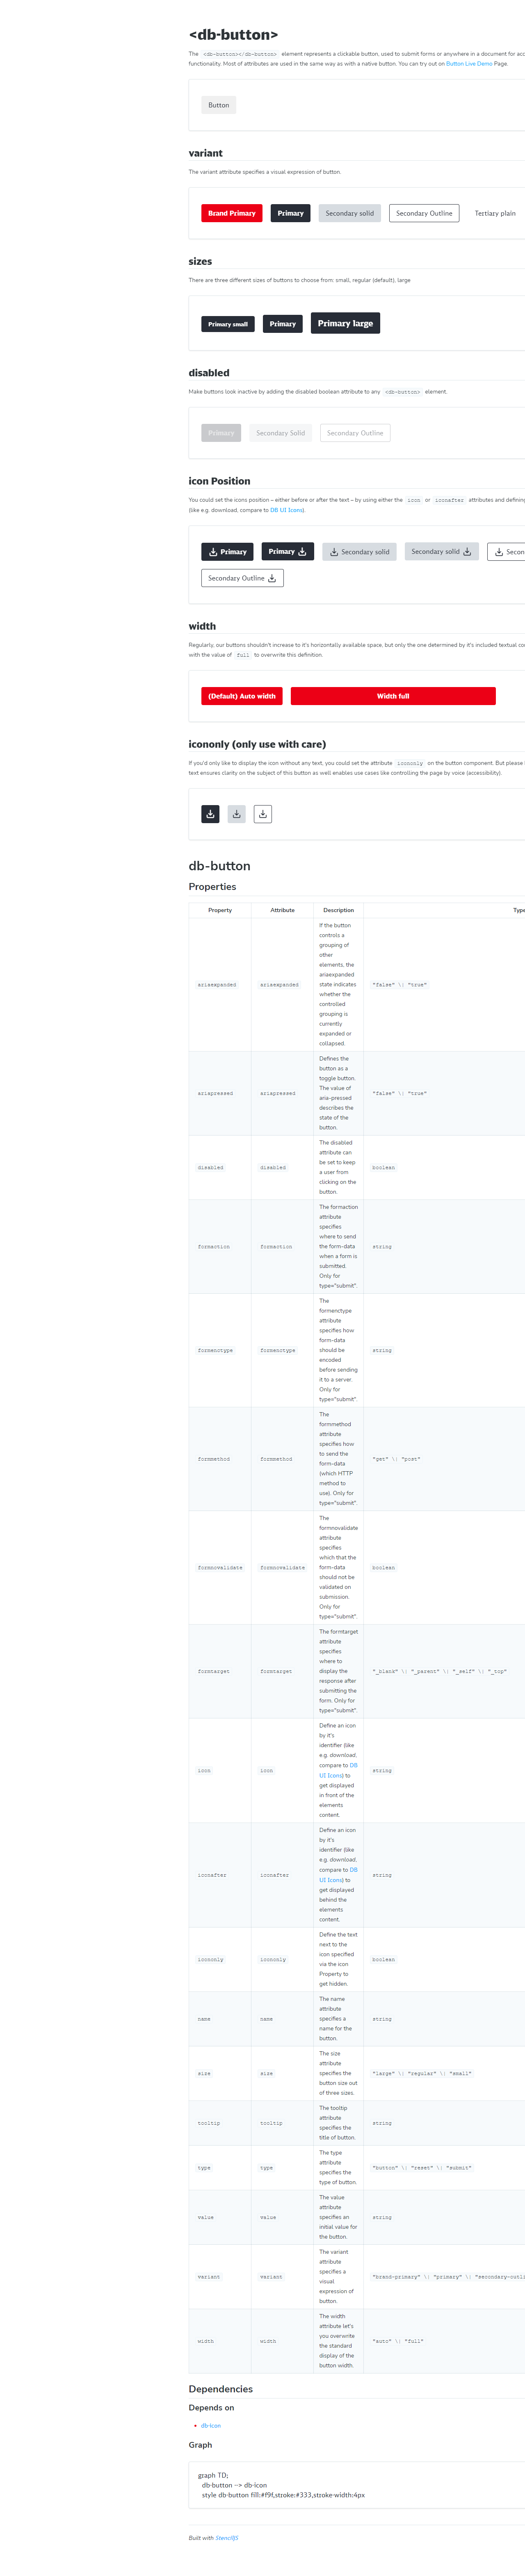 <db-button>
The <db-button></db-button> element represents a clickable button, used to submit forms or anywhere in a document for acc
functionality. Most of attributes are used in the same way as with a native button. You can try out on Button Live Demo Page.
Button
variant
The variant attribute specifies a visual expression of button.
Brand Primary Primary Secondary solid Secondary Outline Tertiary plain
sizes
There are three different sizes of buttons to choose from: small, regular (default), large
Primary small Primary Primary large
disabled
Make buttons look inactive by adding the disabled boolean attribute to any <db-button> element.
Primary Secondary Solid Secondary Outline
icon Position
You could set the icons position – either before or after the text – by using either the icon or iconafter attributes and defining
(like e.g. download, compare to DB UI Icons).
Primary Primary Secondary solid Secondary solid Secon
Secondary Outline
width
Regularly, our buttons shouldn't increase to it's horizontally available space, but only the one determined by it's included textual co
with the value of full to overwrite this definition.
(Default) Auto width Width full
icononly (only use with care)
If you'd only like to display the icon without any text, you could set the attribute icononly on the button component. But please
text ensures clarity on the subject of this button as well enables use cases like controlling the page by voice (accessibility).
db-button
Properties
Property Attribute Description Type
ariaexpanded ariaexpanded "false" \| "true"
If the button
controls a
grouping of
other
elements, the
ariaexpanded
state indicates
whether the
controlled
grouping is
currently
expanded or
collapsed.
ariapressed ariapressed "false" \| "true"
Defines the
button as a
toggle button.
The value of
aria-pressed
describes the
state of the
button.
disabled disabled boolean
The disabled
attribute can
be set to keep
a user from
clicking on the
button.
formaction formaction string
The formaction
attribute
specifies
where to send
the form-data
when a form is
submitted.
Only for
type="submit".
formenctype formenctype string
The
formenctype
attribute
specifies how
form-data
should be
encoded
before sending
it to a server.
Only for
type="submit".
formmethod formmethod "get" \| "post"
The
formmethod
attribute
specifies how
to send the
form-data
(which HTTP
method to
use). Only for
type="submit".
formnovalidate formnovalidate boolean
The
formnovalidate
attribute
specifies
which that the
form-data
should not be
validated on
submission.
Only for
type="submit".
formtarget formtarget "_blank" \| "_parent" \| "_self" \| "_top"
The formtarget
attribute
specifies
where to
display the
response after
submitting the
form. Only for
type="submit".
icon icon string
Define an icon
by it's
identifier (like
e.g. download,
compare to DB
UI Icons) to
get displayed
in front of the
elements
content.
iconafter iconafter string
Define an icon
by it's
identifier (like
e.g. download,
compare to DB
UI Icons) to
get displayed
behind the
elements
content.
icononly icononly boolean
Define the text
next to the
icon specified
via the icon
Property to
get hidden.
name name string
The name
attribute
specifies a
name for the
button.
size size "large" \| "regular" \| "small"
The size
attribute
specifies the
button size out
of three sizes.
tooltip tooltip string
The tooltip
attribute
specifies the
title of button.
type type "button" \| "reset" \| "submit"
The type
attribute
specifies the
type of button.
value value string
The value
attribute
specifies an
initial value for
the button.
variant variant "brand-primary" \| "primary" \| "secondary-outli
The variant
attribute
specifies a
visual
expression of
button.
width width "auto" \| "full"
The width
attribute let's
you overwrite
the standard
display of the
button width.
Dependencies
Depends on
db-icon
Graph
graph TD;
db-button --> db-icon
style db-button fill:#f9f,stroke:#333,stroke-width:4px
Built with StencilJS